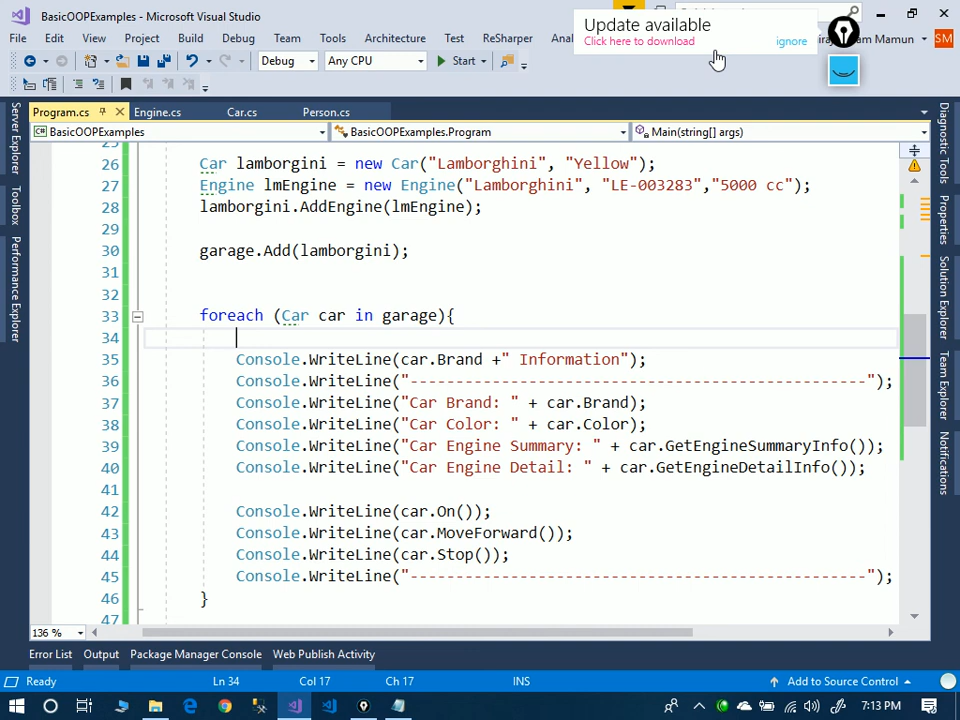 BasicOOPExamples - Microsoft Visual Studio
Update available
Click here to download
ignore
File Edit View Project Build Debug Team Tools Architecture Test ReSharper
am Mamun
SM
Debug
Any CPU
Start
Program.cs
Engine.cs
Car.cs
Person.cs
BasicOOPExamples
BasicOOPExamples.Program
Main(string[] args)
Server Explorer
Toolbox
Performance Explorer
Diagnostic Tools
Properties
Solution Explorer
Team Explorer
Notifications
25
26 Car lamborgini = new Car("Lamborghini", "Yellow");
27 Engine lmEngine = new Engine("Lamborghini", "LE-003283","5000 cc");
28 lamborgini.AddEngine(lmEngine);
29
30 garage.Add(lamborgini);
31
32
33 foreach (Car car in garage){
34
35 Console.WriteLine(car.Brand +" Information");
36 Console.WriteLine("--------------------------------------------------");
37 Console.WriteLine("Car Brand: " + car.Brand);
38 Console.WriteLine("Car Color: " + car.Color);
39 Console.WriteLine("Car Engine Summary: " + car.GetEngineSummaryInfo());
40 Console.WriteLine("Car Engine Detail: " + car.GetEngineDetailInfo());
41
42 Console.WriteLine(car.On());
43 Console.WriteLine(car.MoveForward());
44 Console.WriteLine(car.Stop());
45 Console.WriteLine("--------------------------------------------------");
46 }
47
136 %
Error List Output Package Manager Console Web Publish Activity
Ready
Ln 34
Col 17
Ch 17
INS
Add to Source Control
7:13 PM